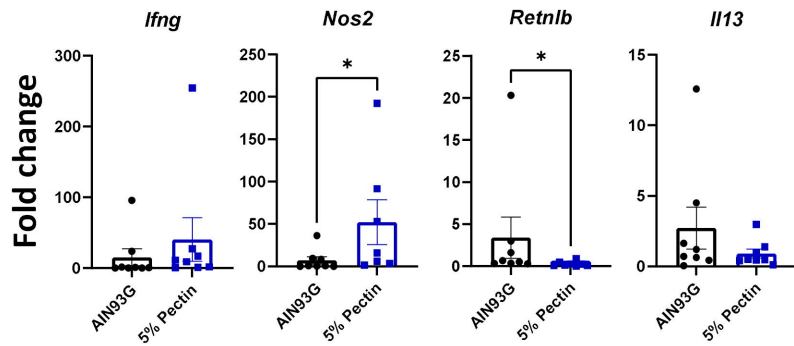 Ifng
Nos2
Retnlb
Il13
Fold change
300
200
100
0
AIN93G
5% Pectin
250
200
150
100
50
0
*
AIN93G
5% Pectin
25
20
15
10
5
0
*
AIN93G
5% Pectin
15
10
5
0
AIN93G
5% Pectin